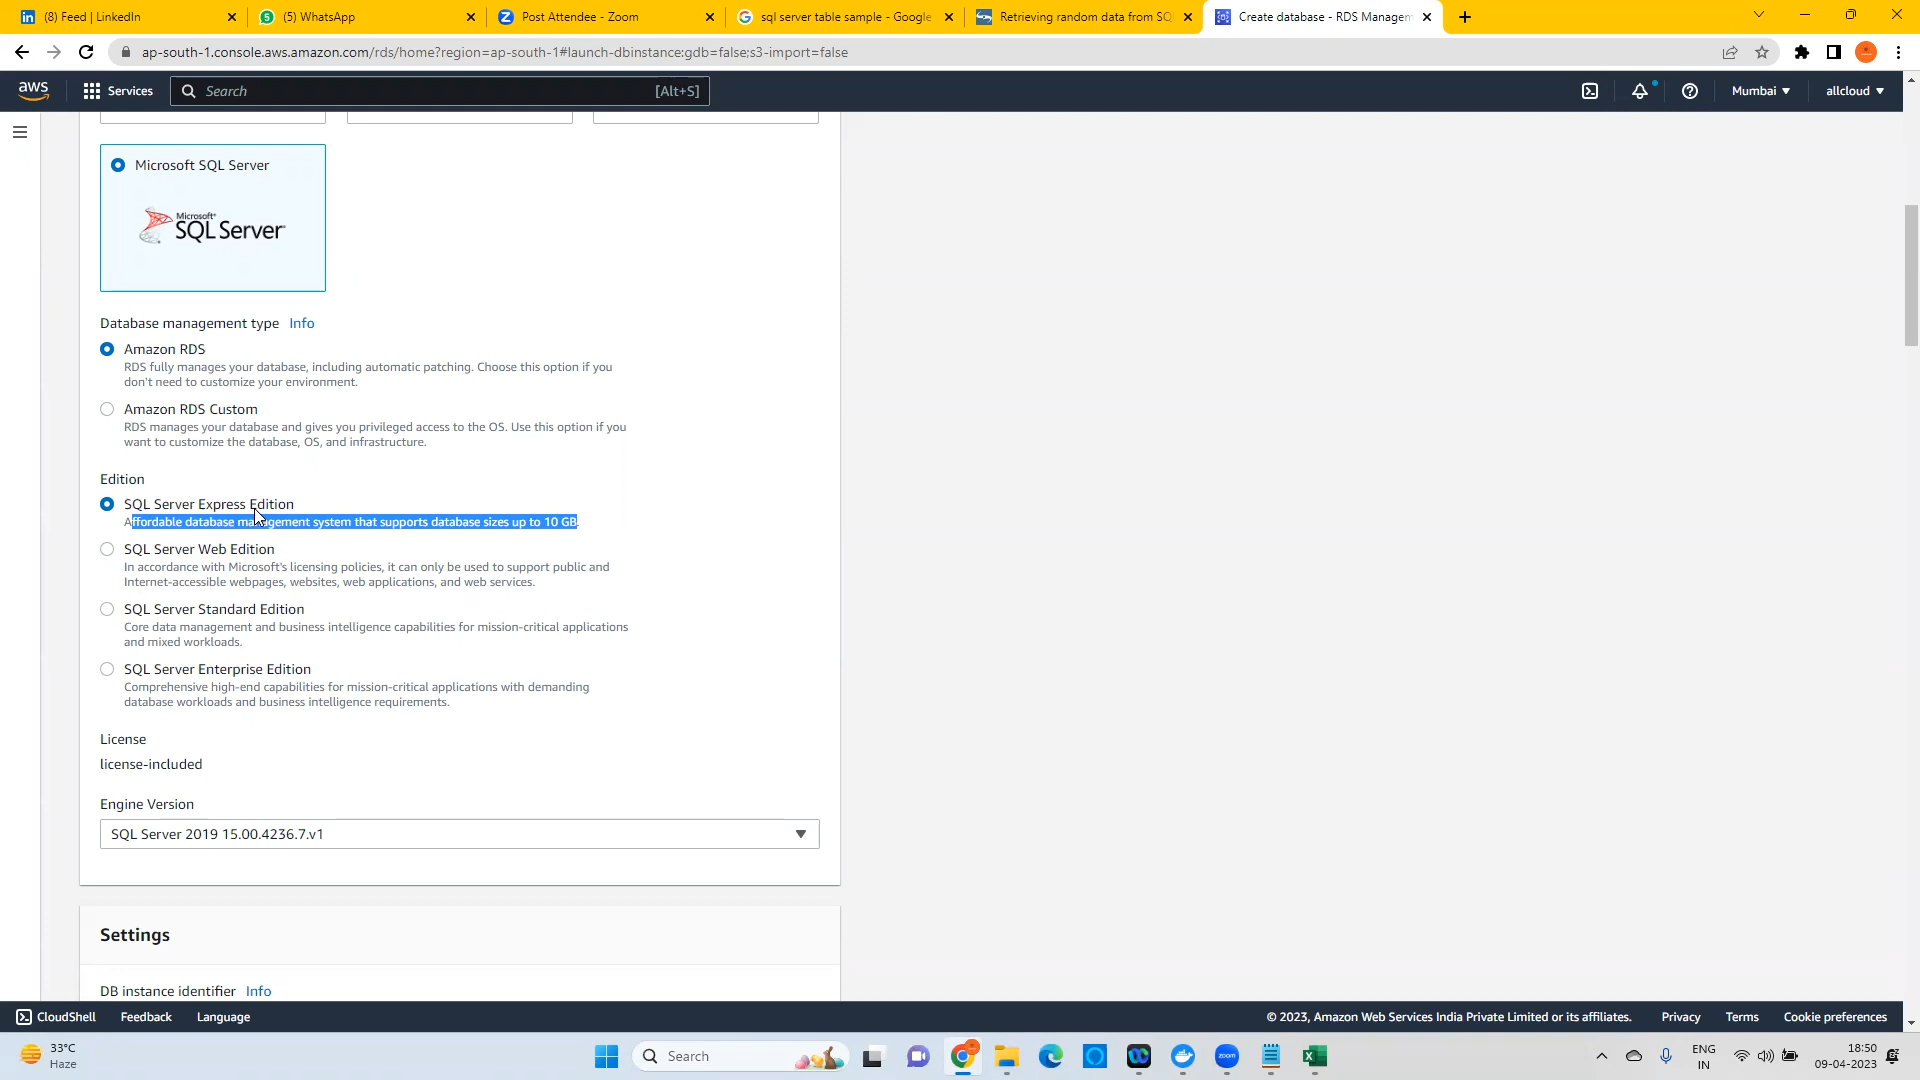 (8) Feed | LinkedIn
(5) WhatsApp
Post Attendee - Zoom
sql server table sample - Google
Retrieving random data from SQ
Create database - RDS Managem
ap-south-1.console.aws.amazon.com/rds/home?region=ap-south-1#launch-dbinstance:gdb=false;s3-import=false
aws
Services
Search
[Alt+S]
Mumbai
allcloud
Microsoft SQL Server
Microsoft
SQL Server
Database management type Info
Amazon RDS
RDS fully manages your database, including automatic patching. Choose this option if you
don't need to customize your environment.
Amazon RDS Custom
RDS manages your database and gives you privileged access to the OS. Use this option if you
want to customize the database, OS, and infrastructure.
Edition
SQL Server Express Edition
Affordable database management system that supports database sizes up to 10 GB.
SQL Server Web Edition
In accordance with Microsoft's licensing policies, it can only be used to support public and
Internet-accessible webpages, websites, web applications, and web services.
SQL Server Standard Edition
Core data management and business intelligence capabilities for mission-critical applications
and mixed workloads.
SQL Server Enterprise Edition
Comprehensive high-end capabilities for mission-critical applications with demanding
database workloads and business intelligence requirements.
License
license-included
Engine Version
SQL Server 2019 15.00.4236.7.v1
Settings
DB instance identifier Info
CloudShell
Feedback
Language
© 2023, Amazon Web Services India Private Limited or its affiliates.
Privacy
Terms
Cookie preferences
33°C
Haze
Search
zoom
ENG
IN
18:50
09-04-2023